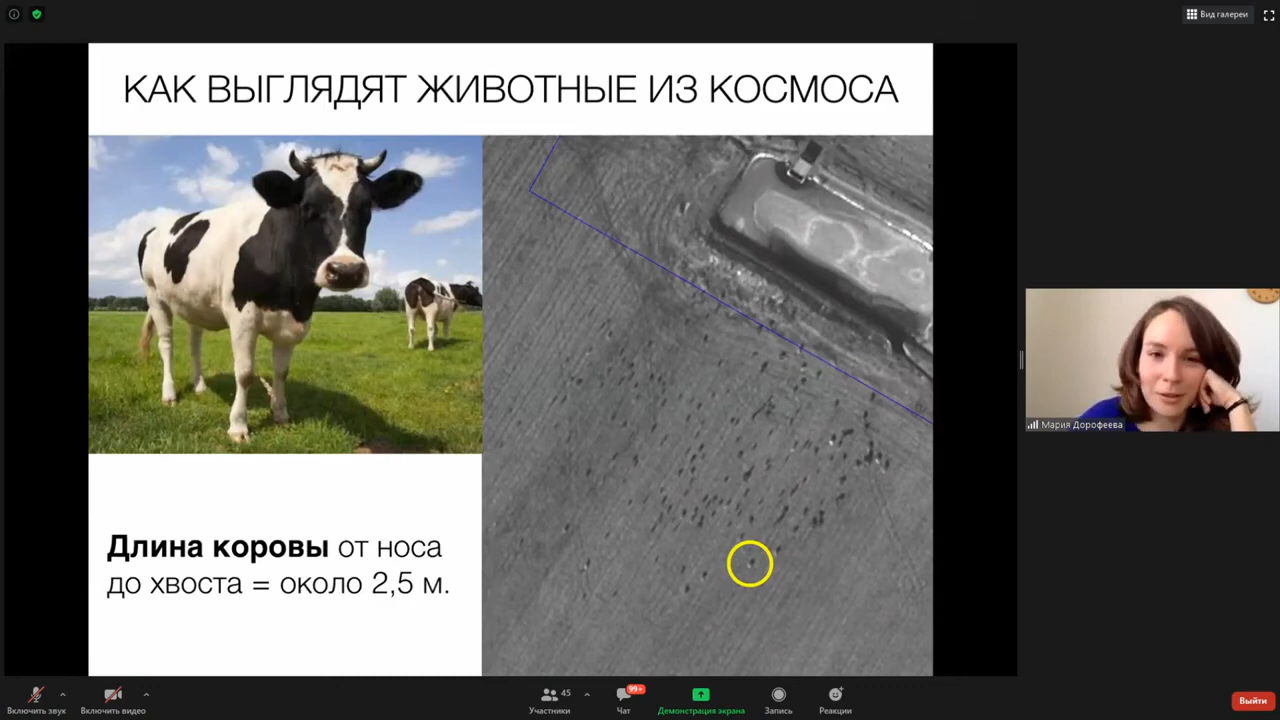 Вид галереи
КАК ВЫГЛЯДЯТ ЖИВОТНЫЕ ИЗ КОСМОСА
Длина коровы от носа
до хвоста = около 2,5 м.
Мария Дорофеева
Включить звук
Включить видео
45
Участники
99+
Чат
Демонстрация экрана
Запись
Реакции
Выйти